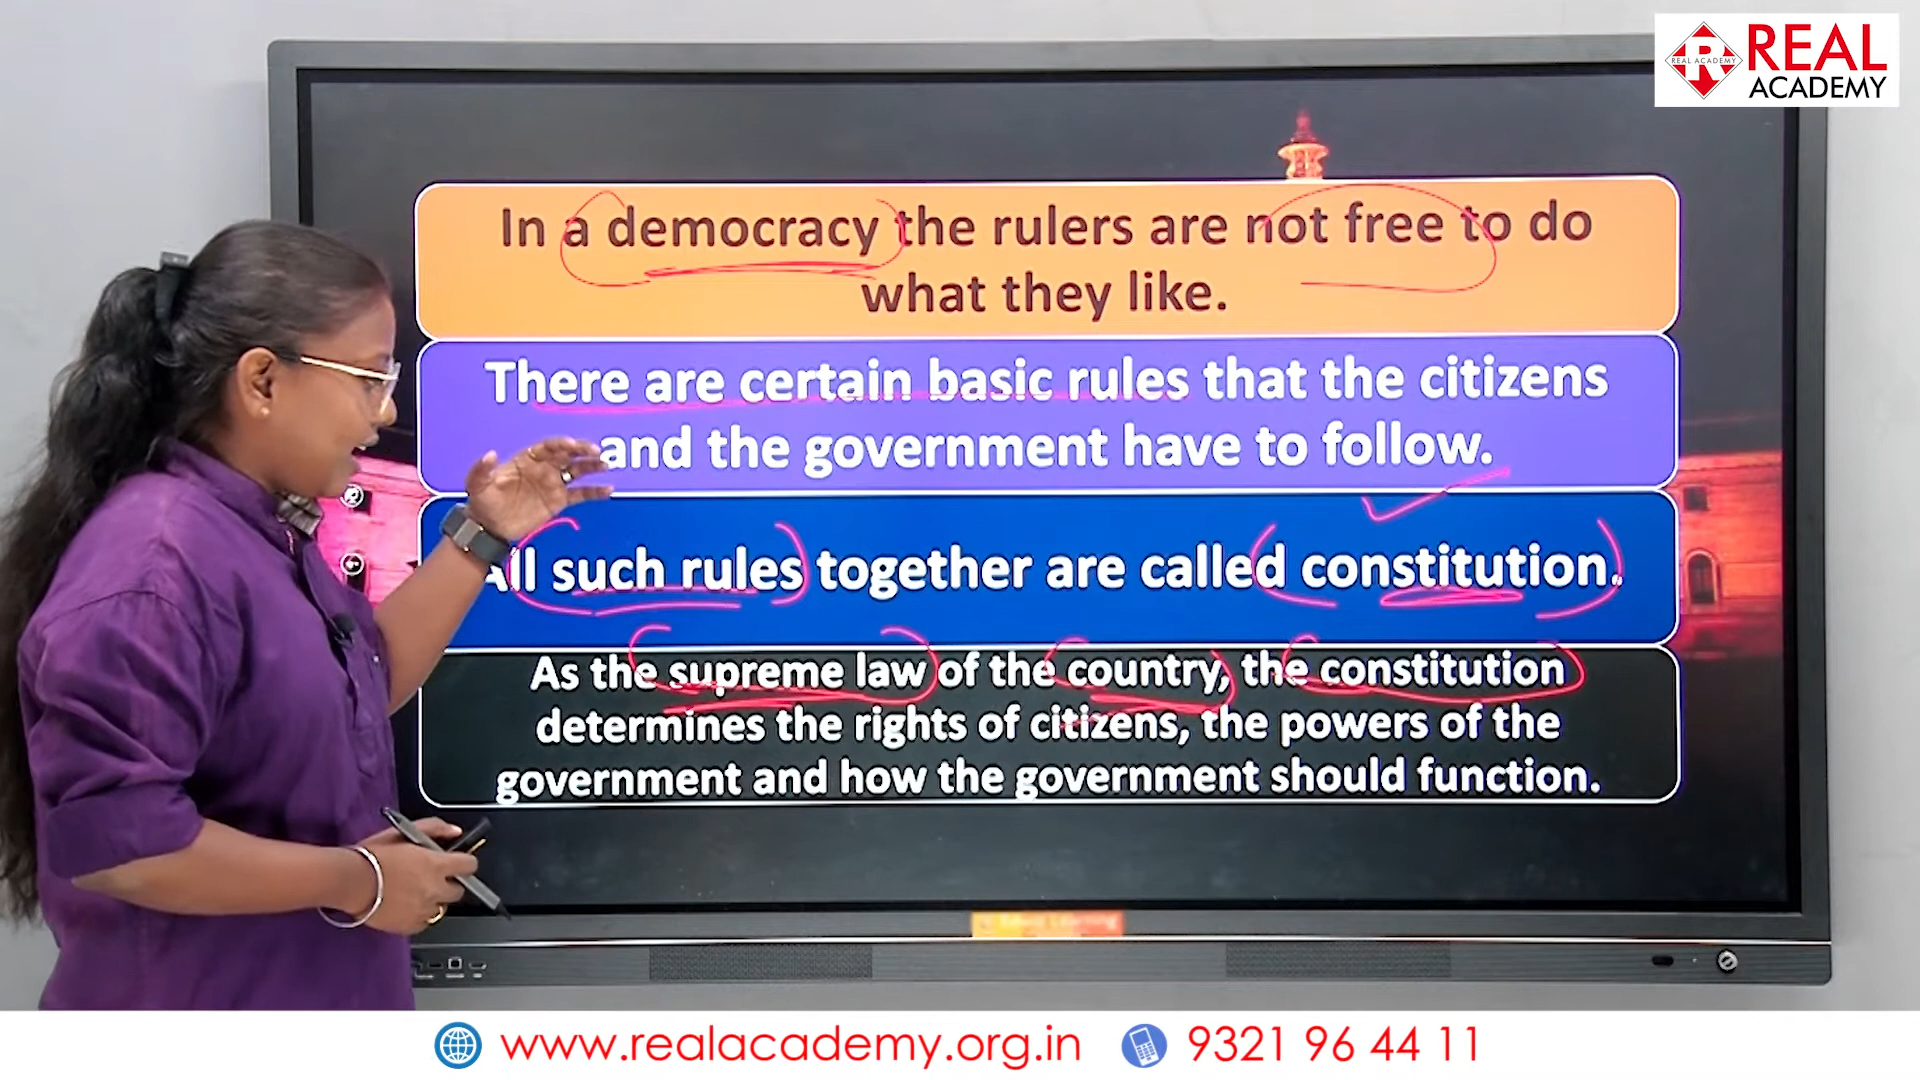 REAL
ACADEMY
REAL ACADEMY
In a democracy the rulers are not free to do
what they like.
There are certain basic rules that the citizens
and the government have to follow.
All such rules together are called constitution.
As the supreme law of the country, the constitution
determines the rights of citizens, the powers of the
government and how the government should function.
www.realacademy.org.in
9321 96 44 11